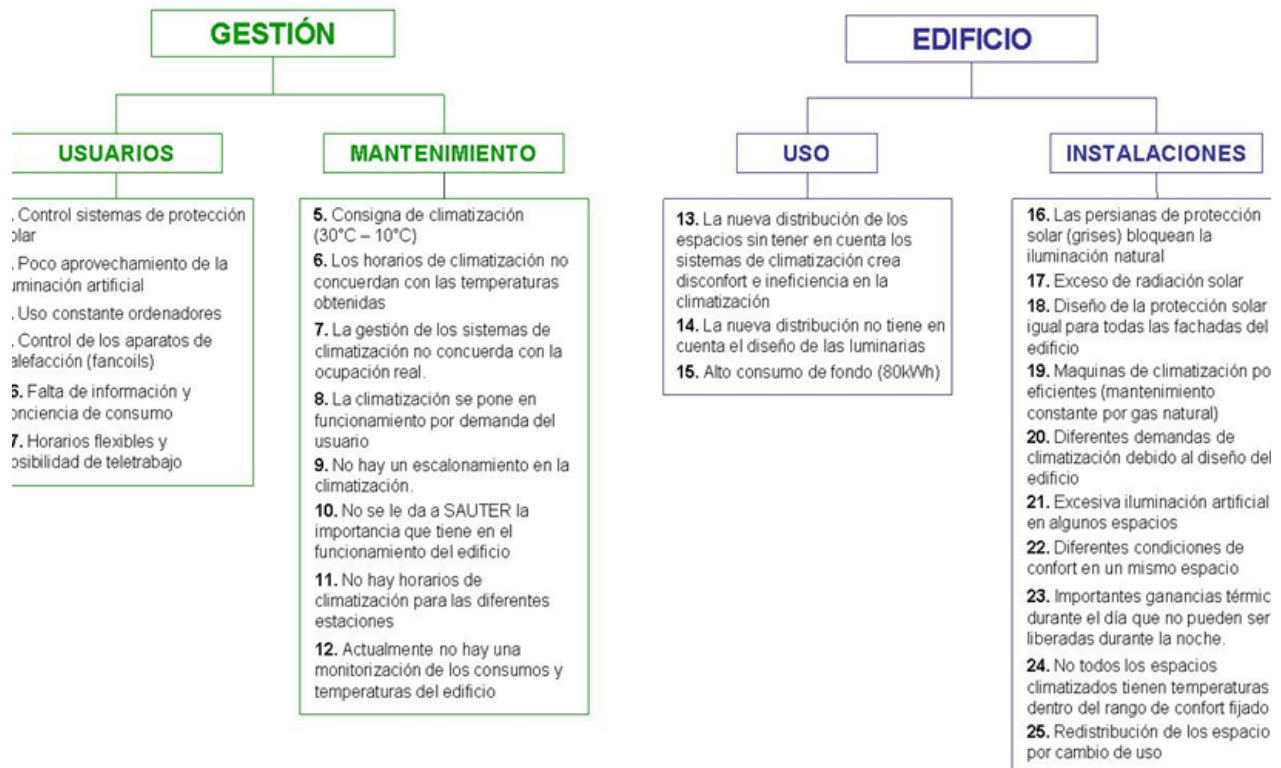 GESTIÓN
USUARIOS
. Control sistemas de protección
olar
. Poco aprovechamiento de la
uminación artificial
. Uso constante ordenadores
. Control de los aparatos de
alefacción (fancoils)
6. Falta de información y
onciencia de consumo
7. Horarios flexibles y
osibilidad de teletrabajo
MANTENIMIENTO
5. Consigna de climatización
(30°C – 10°C)
6. Los horarios de climatización no
concuerdan con las temperaturas
obtenidas
7. La gestión de los sistemas de
climatización no concuerda con la
ocupación real.
8. La climatización se pone en
funcionamiento por demanda del
usuario
9. No hay un escalonamiento en la
climatización.
10. No se le da a SAUTER la
importancia que tiene en el
funcionamiento del edificio
11. No hay horarios de
climatización para las diferentes
estaciones
12. Actualmente no hay una
monitorización de los consumos y
temperaturas del edificio
EDIFICIO
USO
13. La nueva distribución de los
espacios sin tener en cuenta los
sistemas de climatización crea
disconfort e ineficiencia en la
climatización
14. La nueva distribución no tiene en
cuenta el diseño de las luminarias
15. Alto consumo de fondo (80kWh)
INSTALACIONES
16. Las persianas de protección
solar (grises) bloquean la
iluminación natural
17. Exceso de radiación solar
18. Diseño de la protección solar
igual para todas las fachadas del
edificio
19. Maquinas de climatización po
eficientes (mantenimiento
constante por gas natural)
20. Diferentes demandas de
climatización debido al diseño del
edificio
21. Excesiva iluminación artificial
en algunos espacios
22. Diferentes condiciones de
confort en un mismo espacio
23. Importantes ganancias térmic
durante el día que no pueden ser
liberadas durante la noche.
24. No todos los espacios
climatizados tienen temperaturas
dentro del rango de confort fijado
25. Redistribución de los espacio
por cambio de uso